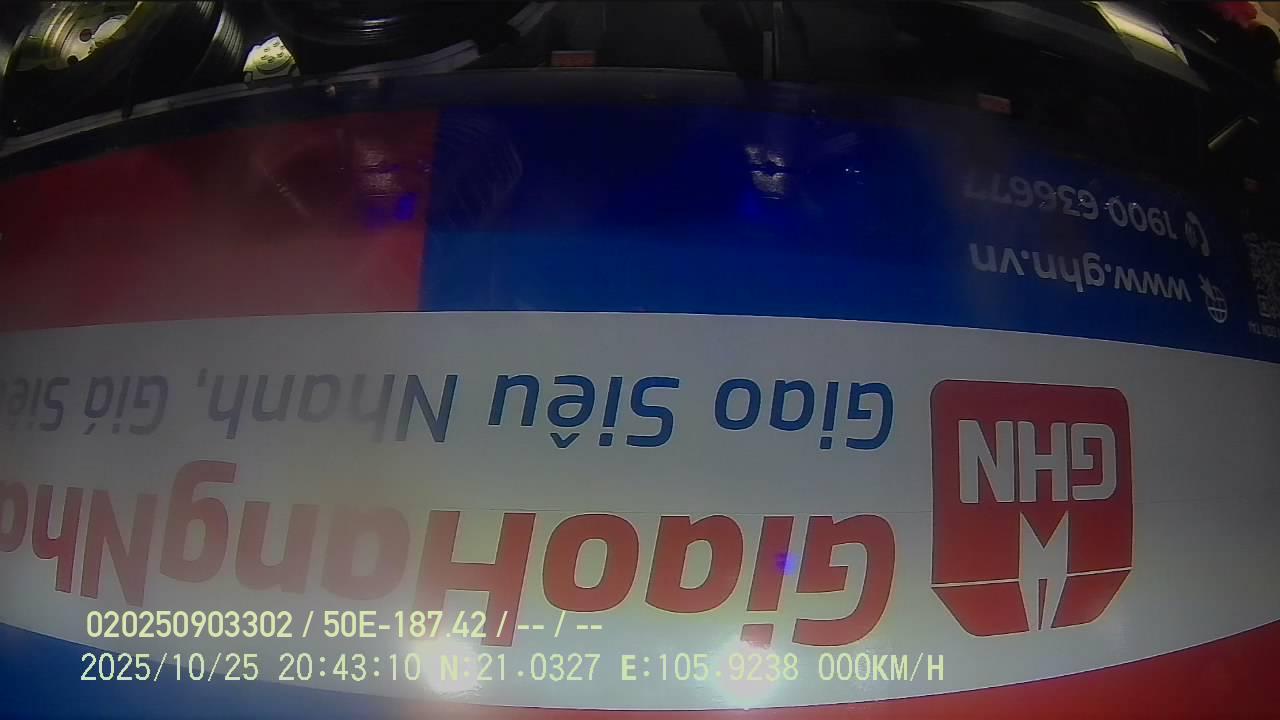 GHN
GiaoHangNha
Giao Siêu Nhanh, Giá Siê
www.ghn.vn
1900 636677
020250903302 / 50E-187.42 / -- / --
2025/10/25 20:43:10 N:21.0327 E:105.9238 000KM/H